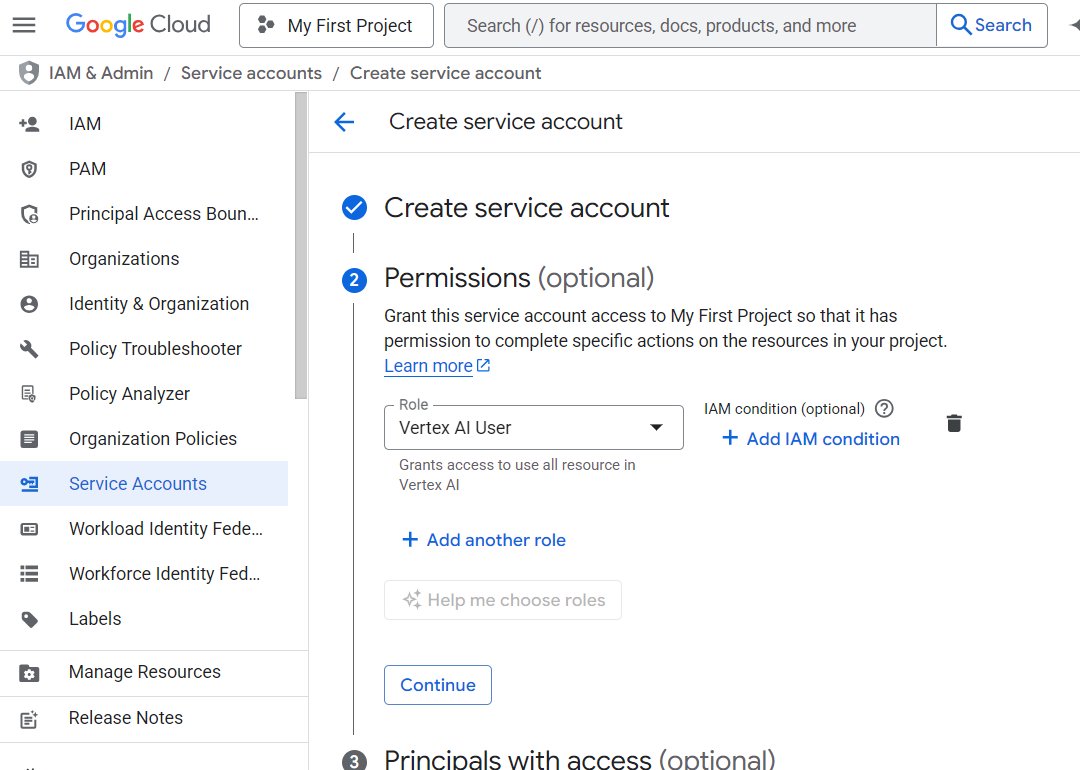 Google Cloud
My First Project
Search (/) for resources, docs, products, and more
Search
IAM & Admin / Service accounts / Create service account
IAM
PAM
Principal Access Boun...
Organizations
Identity & Organization
Policy Troubleshooter
Policy Analyzer
Organization Policies
Service Accounts
Workload Identity Fede...
Workforce Identity Fed...
Labels
Manage Resources
Release Notes
Create service account
Create service account
2 Permissions (optional)
Grant this service account access to My First Project so that it has
permission to complete specific actions on the resources in your project.
Learn more
Role
Vertex AI User
IAM condition (optional) ?
+ Add IAM condition
Grants access to use all resource in
Vertex AI
+ Add another role
Help me choose roles
Continue
3 Principals with access (optional)